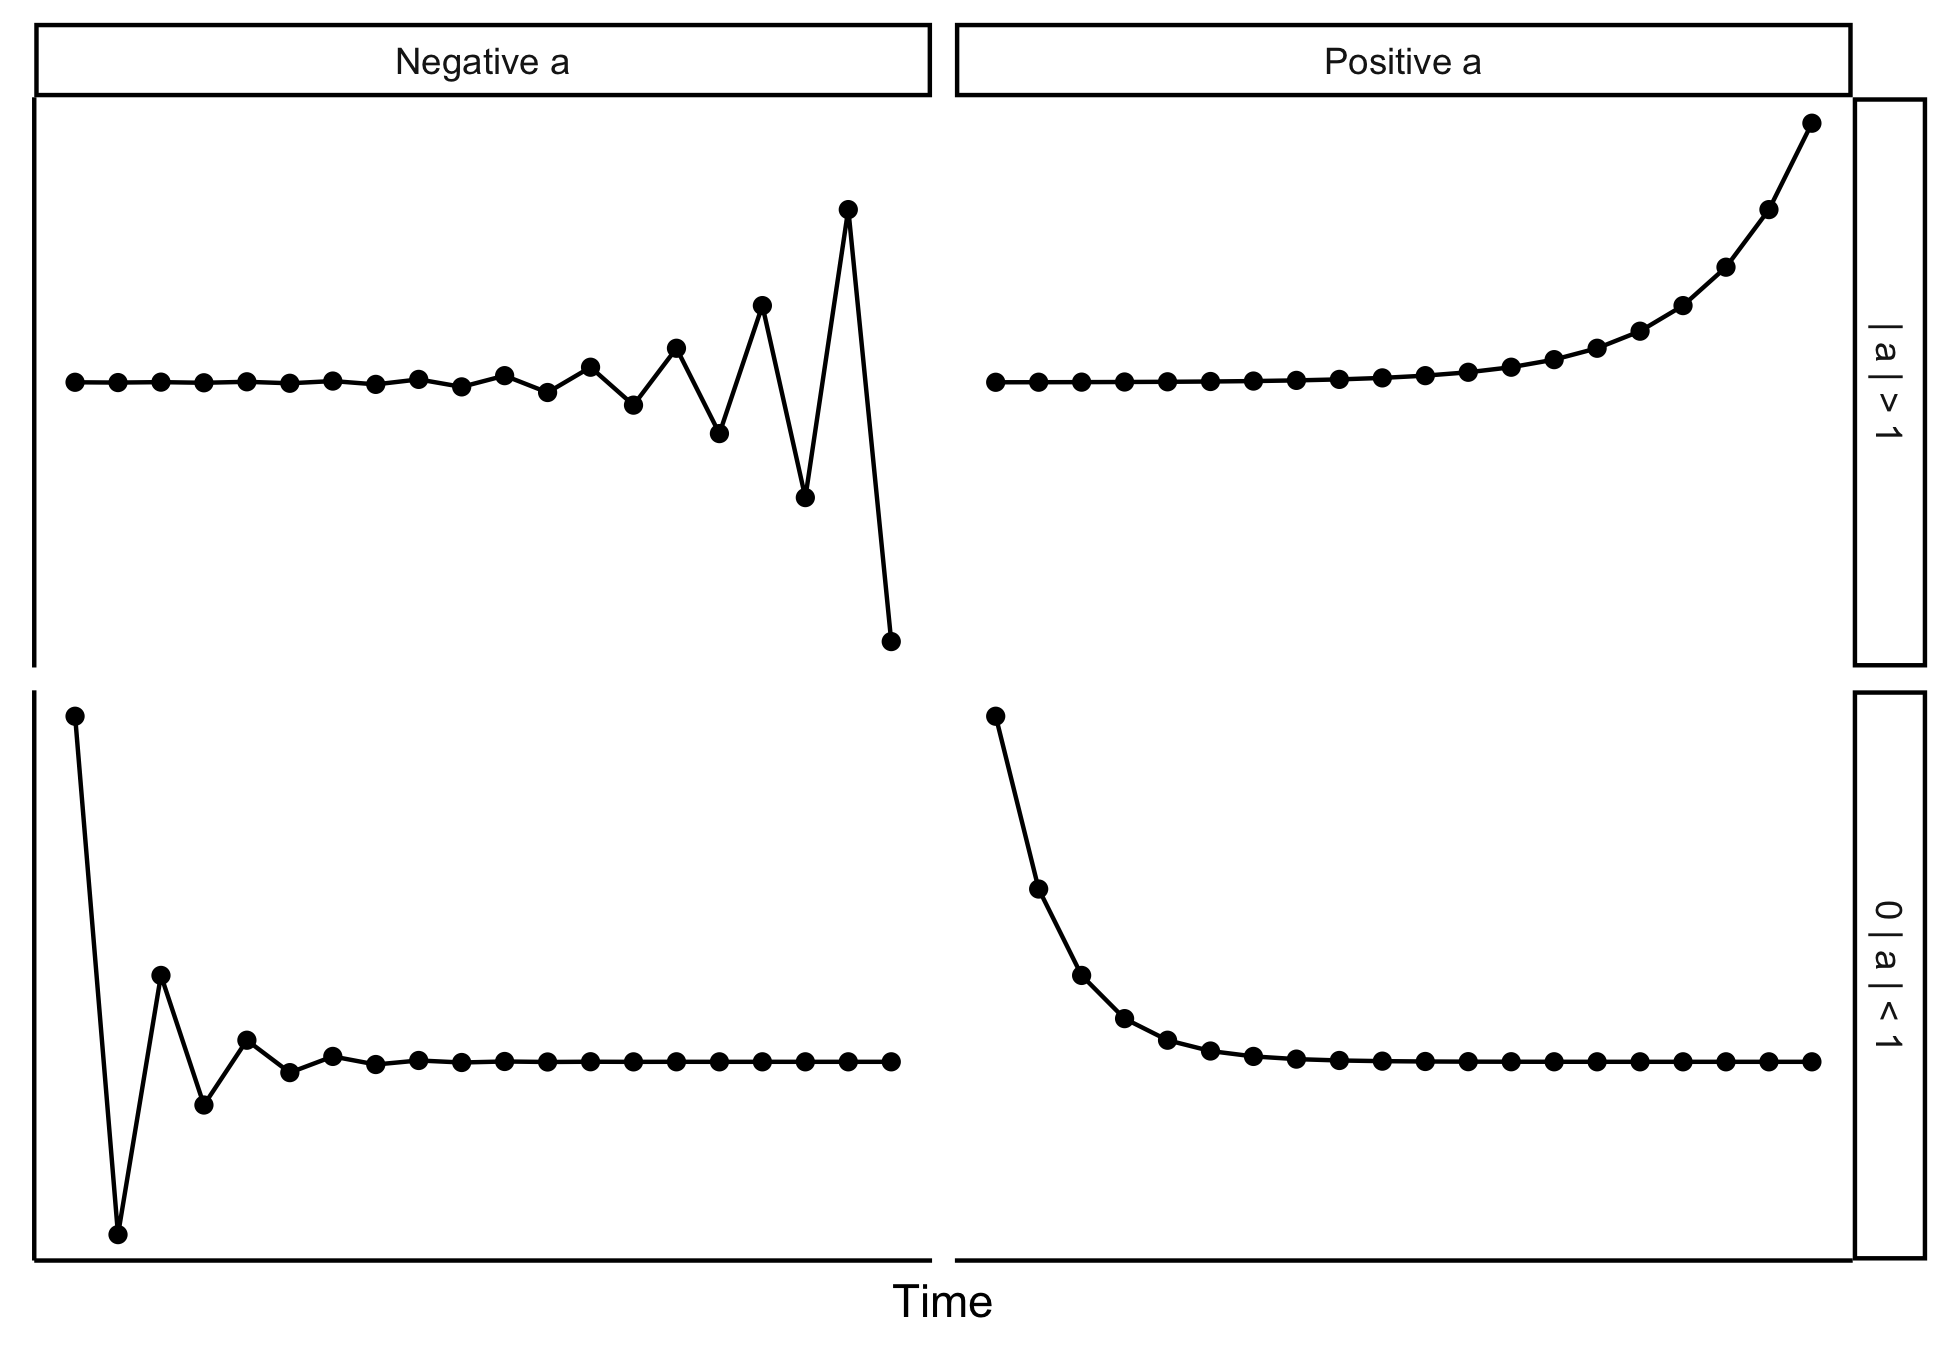 Negative a
Positive a
| a | > 1
0 | a | < 1
Time